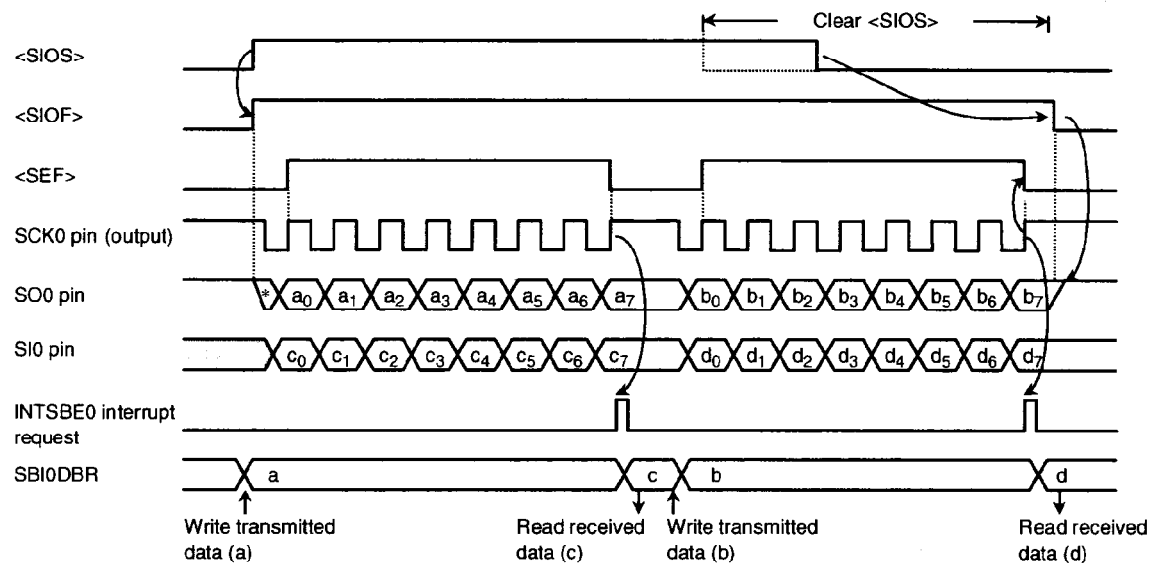 Clear <SIOS>
<SIOS>
<SIOF>
<SEF>
SCK0 pin (output)
SO0 pin
* a0 a1 a2 a3 a4 a5 a6 a7 b0 b1 b2 b3 b4 b5 b6 b7
SI0 pin
c0 c1 c2 c3 c4 c5 c6 c7 d0 d1 d2 d3 d4 d5 d6 d7
INTSBE0 interrupt
request
SBI0DBR
a c b d
Write transmitted
data (a)
Read received
data (c)
Write transmitted
data (b)
Read received
data (d)